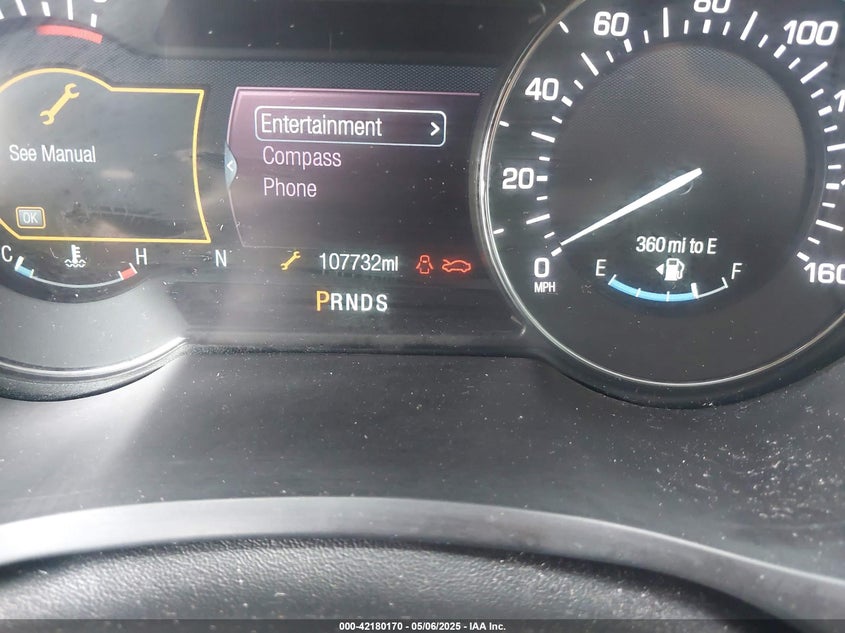 60
80
100
40
20
0
MPH
160
Entertainment
Compass
Phone
See Manual
OK
C
H
N
107732mi
PRNDS
360 mi to E
E
F
000-42180170 - 05/06/2025 - IAA Inc.